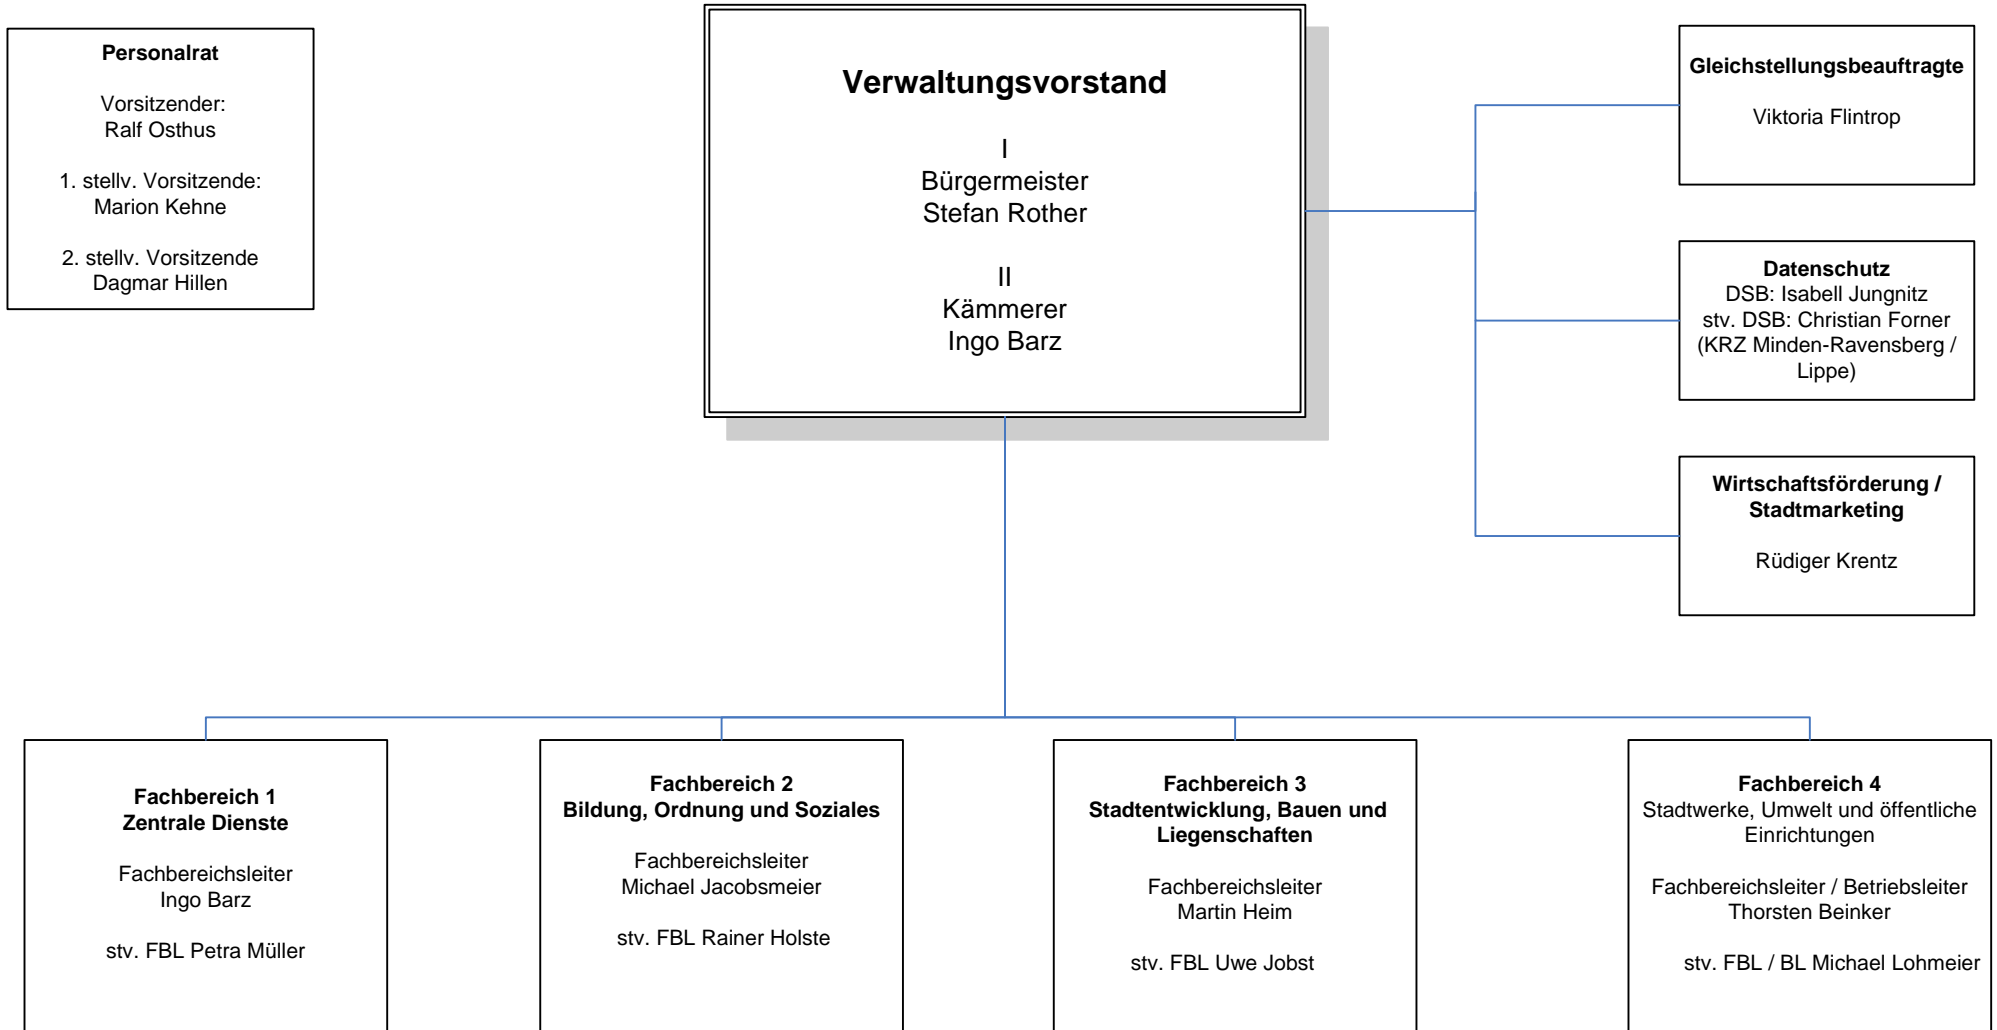 Personalrat
Vorsitzender:
Ralf Osthus
1. stellv. Vorsitzende:
Marion Kehne
2. stellv. Vorsitzende
Dagmar Hillen
Verwaltungsvorstand
I
Bürgermeister
Stefan Rother
II
Kämmerer
Ingo Barz
Gleichstellungsbeauftragte
Viktoria Flintrop
Datenschutz
DSB: Isabell Jungnitz
stv. DSB: Christian Forner
(KRZ Minden-Ravensberg /
Lippe)
Wirtschaftsförderung /
Stadtmarketing
Rüdiger Krentz
Fachbereich 1
Zentrale Dienste
Fachbereichsleiter
Ingo Barz
stv. FBL Petra Müller
Fachbereich 2
Bildung, Ordnung und Soziales
Fachbereichsleiter
Michael Jacobsmeier
stv. FBL Rainer Holste
Fachbereich 3
Stadtentwicklung, Bauen und
Liegenschaften
Fachbereichsleiter
Martin Heim
stv. FBL Uwe Jobst
Fachbereich 4
Stadtwerke, Umwelt und öffentliche
Einrichtungen
Fachbereichsleiter / Betriebsleiter
Thorsten Beinker
stv. FBL / BL Michael Lohmeier